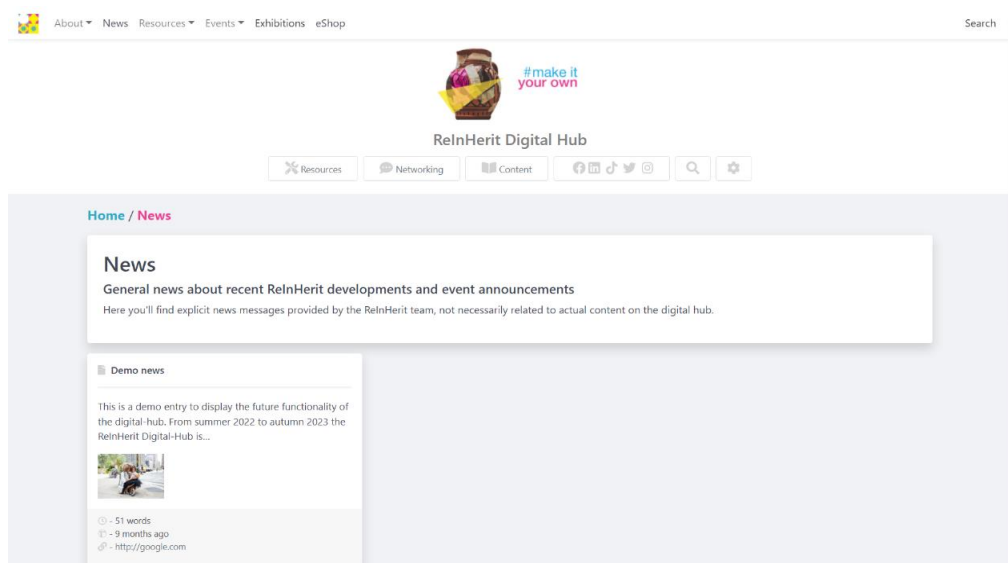 About News Resources Events Exhibitions eShop Search
#make it
your own
ReInHerit Digital Hub
Resources Networking Content
Home / News
News
General news about recent ReInHerit developments and event announcements
Here you'll find explicit news messages provided by the ReInHerit team, not necessarily related to actual content on the digital hub.
Demo news
This is a demo entry to display the future functionality of
the digital-hub. From summer 2022 to autumn 2023 the
ReInHerit Digital-Hub is...
- 51 words
- 9 months ago
- http://google.com